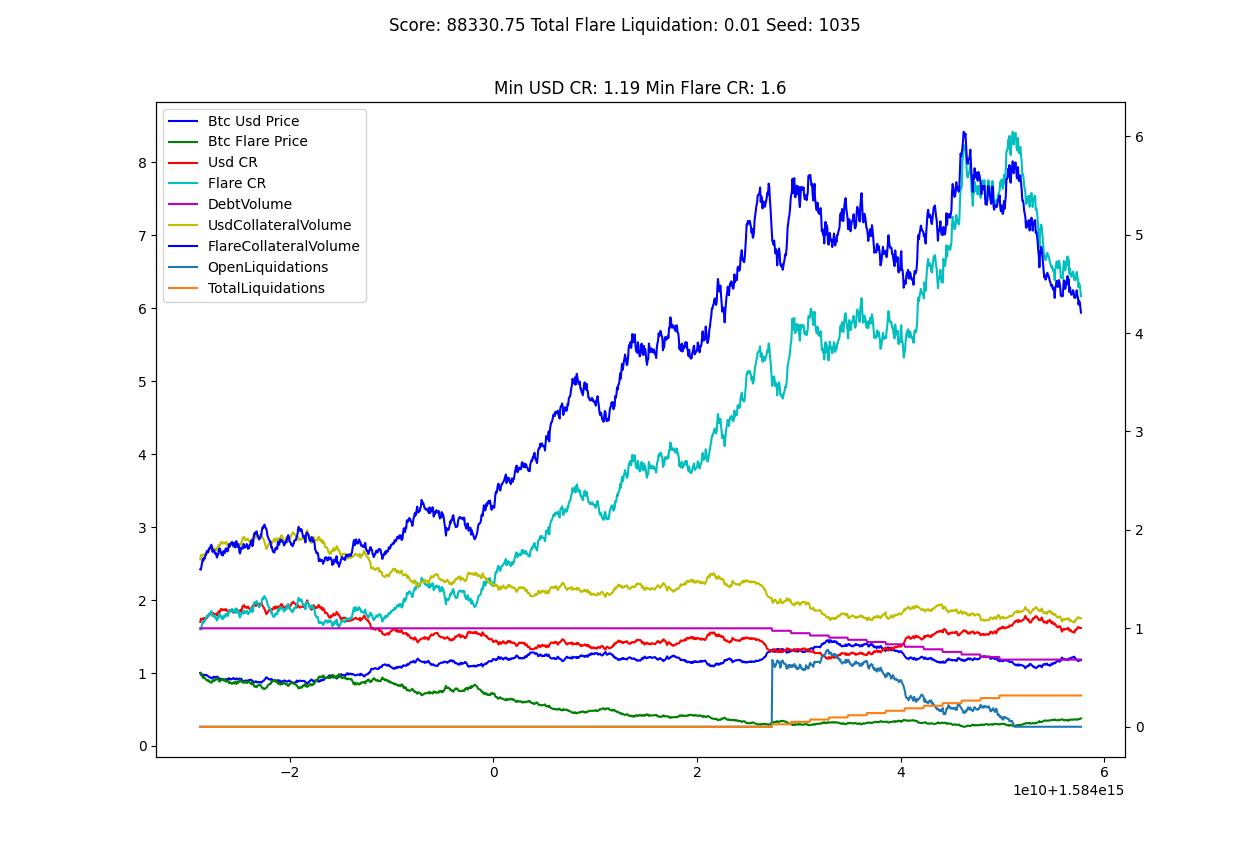 Score: 88330.75 Total Flare Liquidation: 0.01 Seed: 1035
Min USD CR: 1.19 Min Flare CR: 1.6
Btc Usd Price
Btc Flare Price
Usd CR
Flare CR
DebtVolume
UsdCollateralVolume
FlareCollateralVolume
OpenLiquidations
TotalLiquidations
8
7
6
5
4
3
2
1
0
6
5
4
3
2
1
0
−2
0
2
4
6
1e10+1.584e15